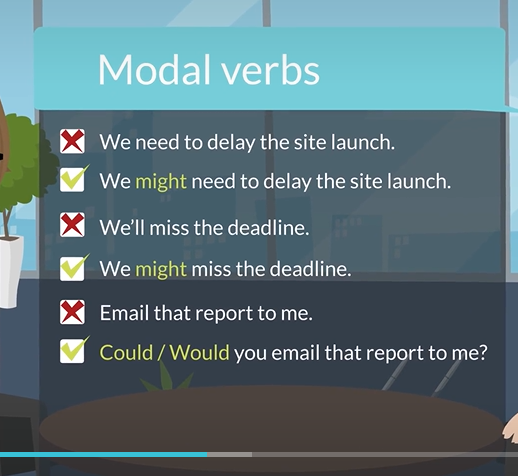 Modal verbs
We need to delay the site launch.
We might need to delay the site launch.
We’ll miss the deadline.
We might miss the deadline.
Email that report to me.
Could / Would you email that report to me?